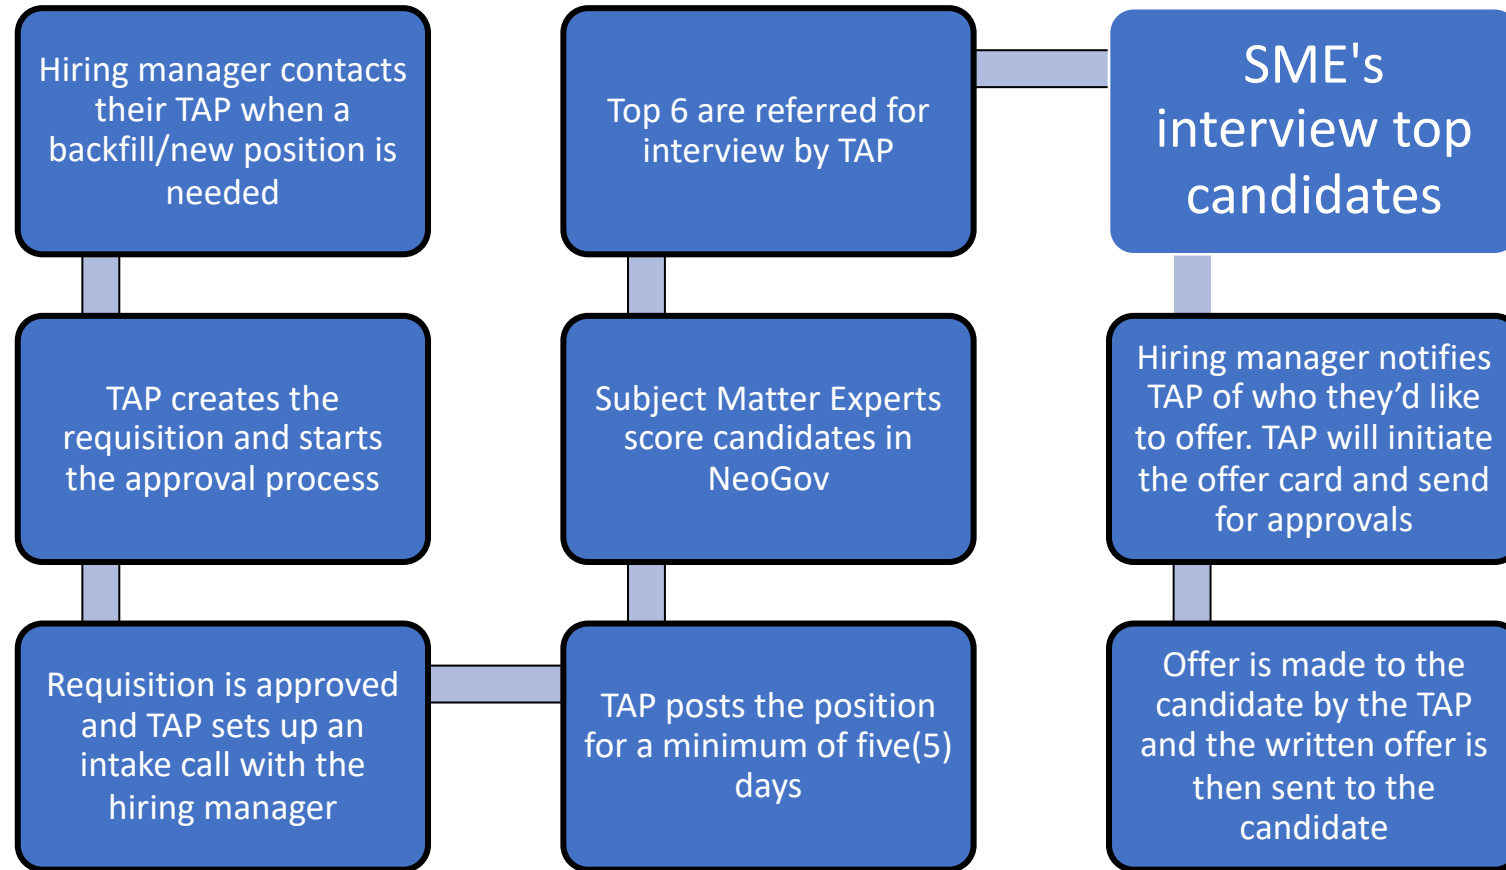 Hiring manager contacts
their TAP when a
backfill/new position is
needed
TAP creates the
requisition and starts
the approval process
Requisition is approved
and TAP sets up an
intake call with the
hiring manager
TAP posts the position
for a minimum of five(5)
days
Subject Matter Experts
score candidates in
NeoGov
Top 6 are referred for
interview by TAP
SME's
interview top
candidates
Hiring manager notifies
TAP of who they’d like
to offer. TAP will initiate
the offer card and send
for approvals
Offer is made to the
candidate by the TAP
and the written offer is
then sent to the
candidate